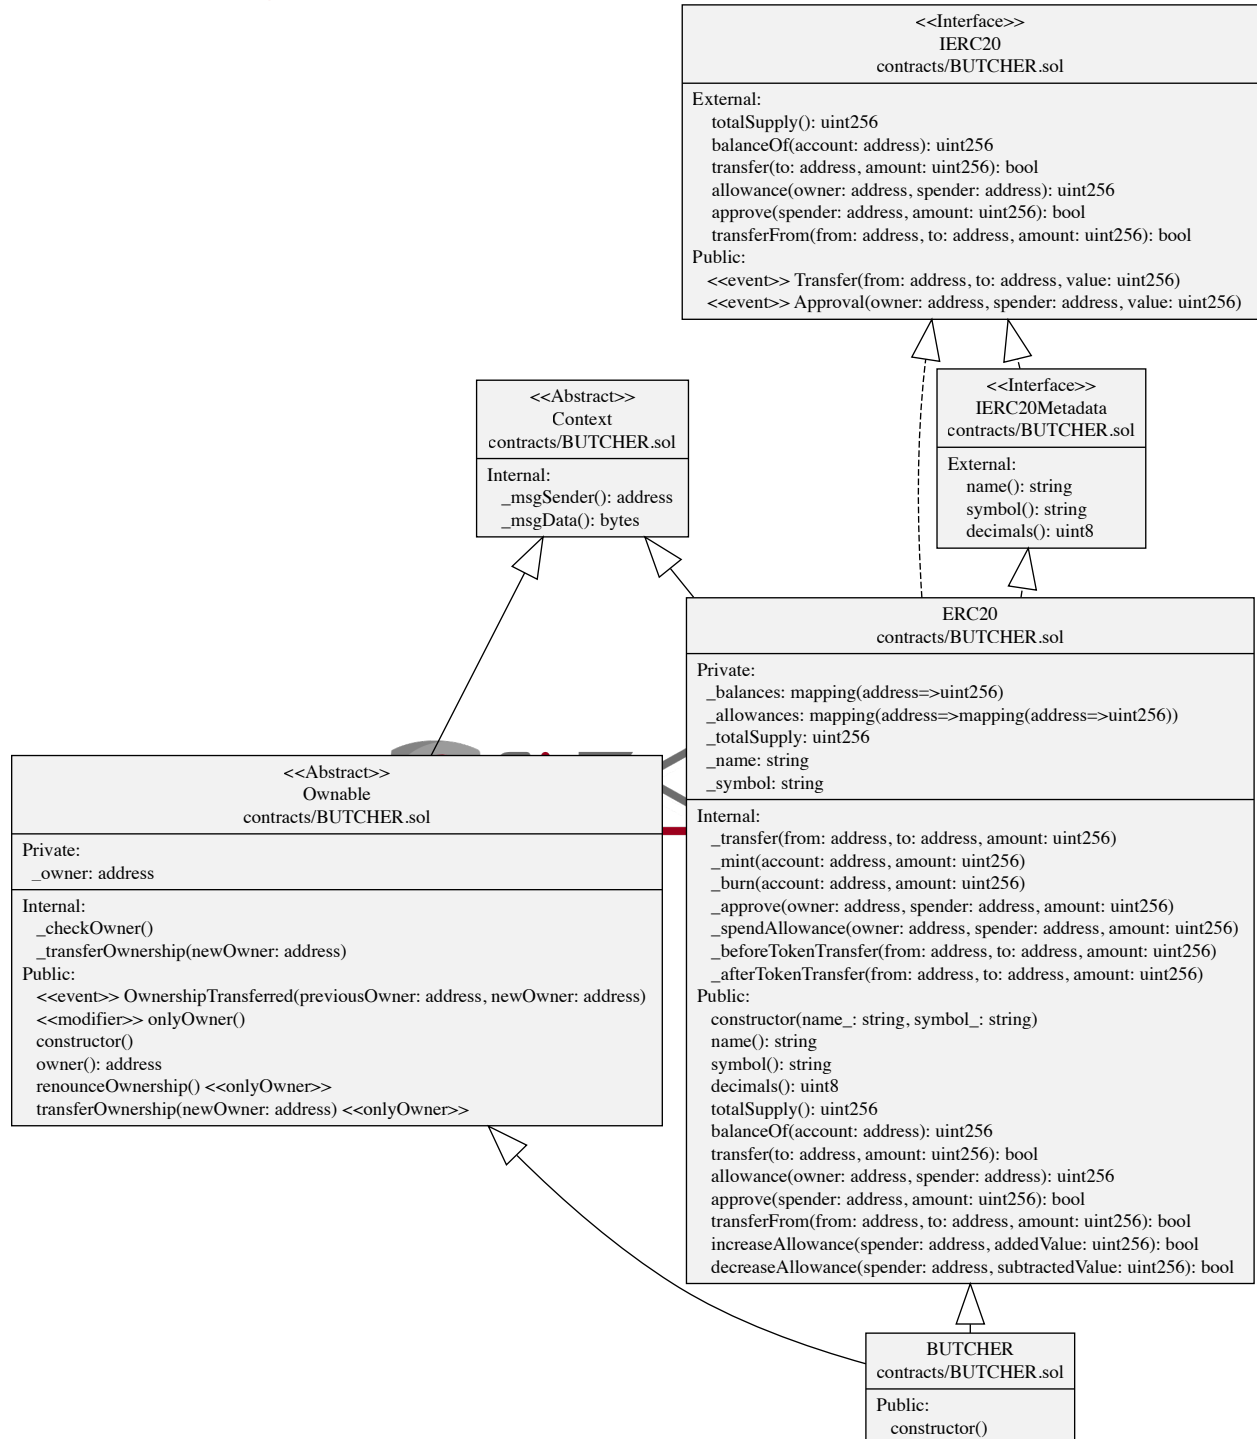 <<Interface>>
IERC20
contracts/BUTCHER.sol
External:
totalSupply(): uint256
balanceOf(account: address): uint256
transfer(to: address, amount: uint256): bool
allowance(owner: address, spender: address): uint256
approve(spender: address, amount: uint256): bool
transferFrom(from: address, to: address, amount: uint256): bool
Public:
<<event>> Transfer(from: address, to: address, value: uint256)
<<event>> Approval(owner: address, spender: address, value: uint256)
<<Interface>>
IERC20Metadata
contracts/BUTCHER.sol
External:
name(): string
symbol(): string
decimals(): uint8
<<Abstract>>
Context
contracts/BUTCHER.sol
Internal:
_msgSender(): address
_msgData(): bytes
ERC20
contracts/BUTCHER.sol
Private:
_balances: mapping(address=>uint256)
_allowances: mapping(address=>mapping(address=>uint256))
_totalSupply: uint256
_name: string
_symbol: string
Internal:
_transfer(from: address, to: address, amount: uint256)
_mint(account: address, amount: uint256)
_burn(account: address, amount: uint256)
_approve(owner: address, spender: address, amount: uint256)
_spendAllowance(owner: address, spender: address, amount: uint256)
_beforeTokenTransfer(from: address, to: address, amount: uint256)
_afterTokenTransfer(from: address, to: address, amount: uint256)
Public:
constructor(name_: string, symbol_: string)
name(): string
symbol(): string
decimals(): uint8
totalSupply(): uint256
balanceOf(account: address): uint256
transfer(to: address, amount: uint256): bool
allowance(owner: address, spender: address): uint256
approve(spender: address, amount: uint256): bool
transferFrom(from: address, to: address, amount: uint256): bool
increaseAllowance(spender: address, addedValue: uint256): bool
decreaseAllowance(spender: address, subtractedValue: uint256): bool
<<Abstract>>
Ownable
contracts/BUTCHER.sol
Private:
_owner: address
Internal:
_checkOwner()
_transferOwnership(newOwner: address)
Public:
<<event>> OwnershipTransferred(previousOwner: address, newOwner: address)
<<modifier>> onlyOwner()
constructor()
owner(): address
renounceOwnership() <<onlyOwner>>
transferOwnership(newOwner: address) <<onlyOwner>>
BUTCHER
contracts/BUTCHER.sol
Public:
constructor()